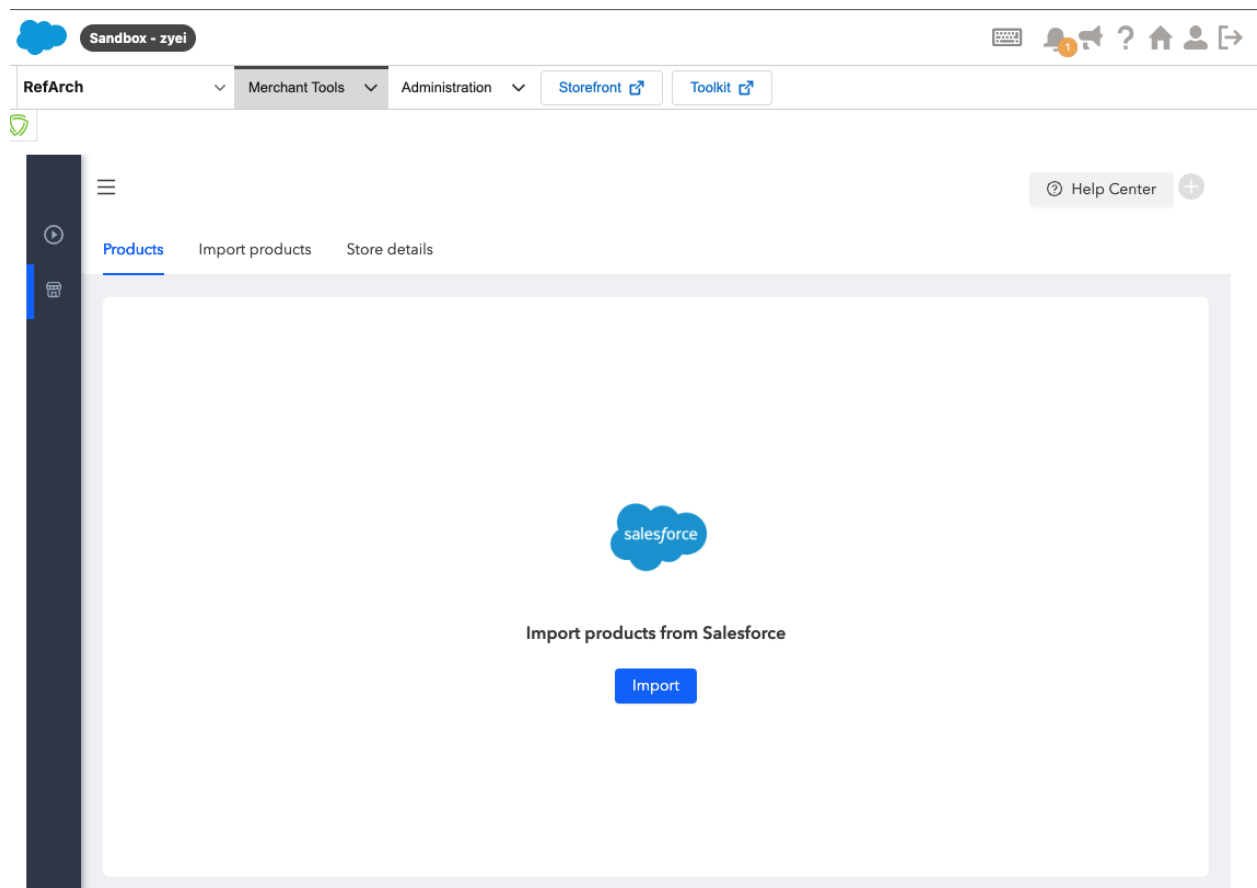 Sandbox - zyei
1
?
RefArch
Merchant Tools
Administration
Storefront
Toolkit
? Help Center
Products
Import products
Store details
salesforce
Import products from Salesforce
Import